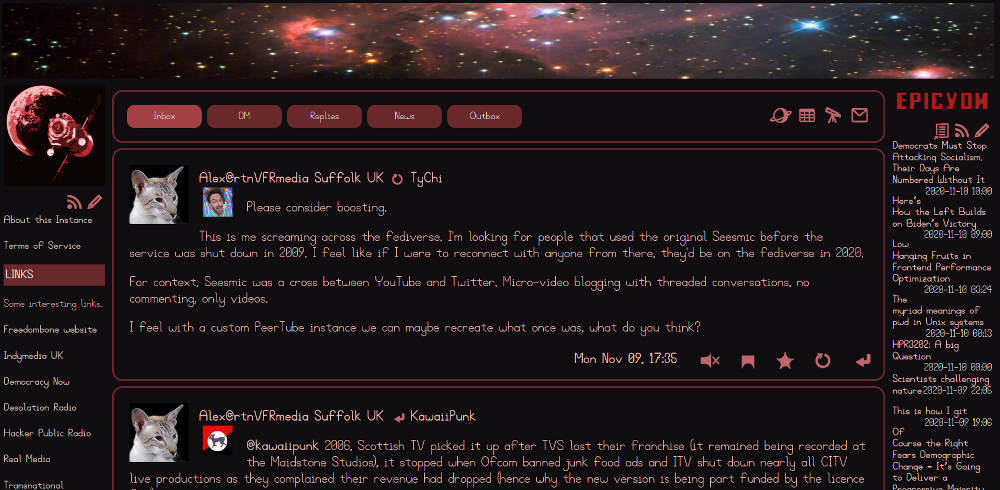 EPICYON
Inbox
DM
Replies
News
Outbox
About this Instance
Terms of Service
LINKS
Some interesting links.
Freedombone website
Indymedia UK
Democracy Now
Desolation Radio
Hacker Public Radio
Real Media
Transnational
Alex@rtnVFRmedia Suffolk UK TyChi
Please consider boosting.
This is me screaming across the fediverse. I'm looking for people that used the original Seesmic before the
service was shut down in 2009. I feel like if I were to reconnect with anyone from there, they'd be on the fediverse in 2020.
For context, Seesmic was a cross between YouTube and Twitter. Micro-video blogging with threaded conversations, no
commenting, only videos.
I feel with a custom PeerTube instance we can maybe recreate what once was, what do you think?
Mon Nov 09, 17:35
Alex@rtnVFRmedia Suffolk UK KawaiiPunk
@kawaiipunk 2006. Scottish TV picked it up after TVS lost their franchise (it remained being recorded at
the Maidstone Studios), it stopped when Ofcom banned junk food ads and ITV shut down nearly all CITV
live productions as they complained their revenue had dropped (hence why the new version is being part funded by the licence
Democrats Must Stop
Attacking Socialism,
Their Days Are
Numbered Without It
2020-11-10 10:00
Here's
How the Left Builds
on Biden's Victory
2020-11-10 09:00
Low
Hanging Fruits in
Frontend Performance
Optimization
2020-11-10 03:24
The
myriad meanings of
pwd in Unix systems
2020-11-10 00:13
HPR3202: A big
Question
2020-11-10 00:00
Scientists challenging
nature 2020-11-09 22:05
This is how I git
2020-11-09 19:06
Of
Course the Right
Fears Demographic
Change – It's Going
to Deliver a
Progressive Majority